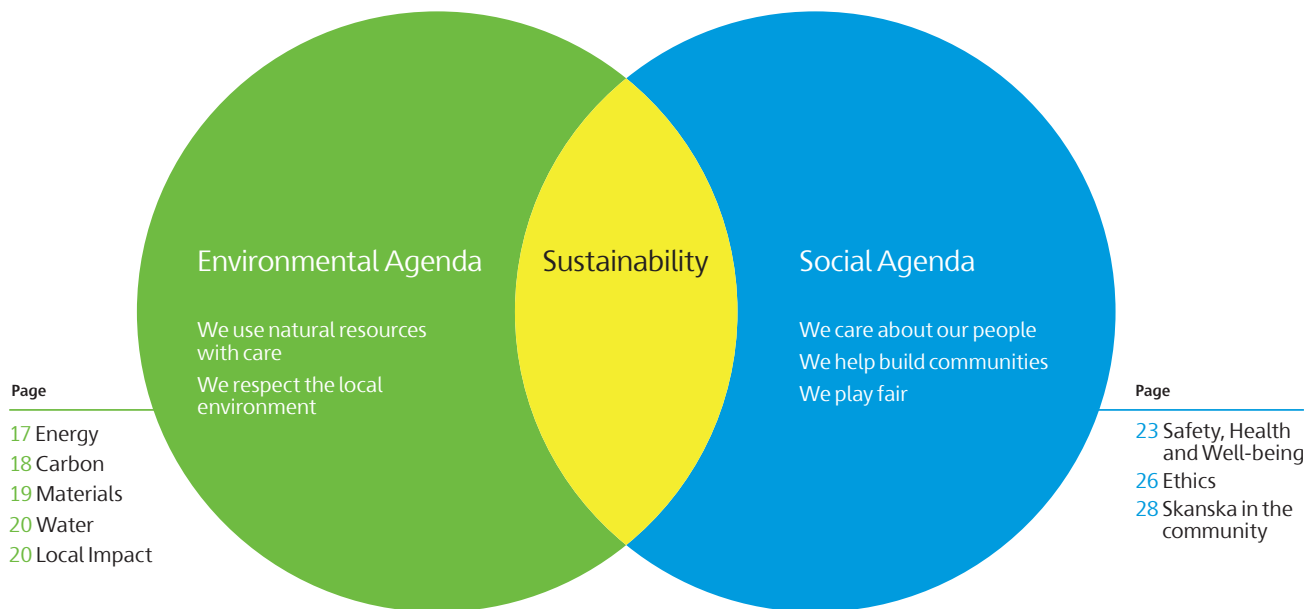 Environmental Agenda
We use natural resources
with care
We respect the local
environment
Sustainability
Social Agenda
We care about our people
We help build communities
We play fair
Page
17 Energy
18 Carbon
19 Materials
20 Water
20 Local Impact
Page
23 Safety, Health
and Well-being
26 Ethics
28 Skanska in the
community